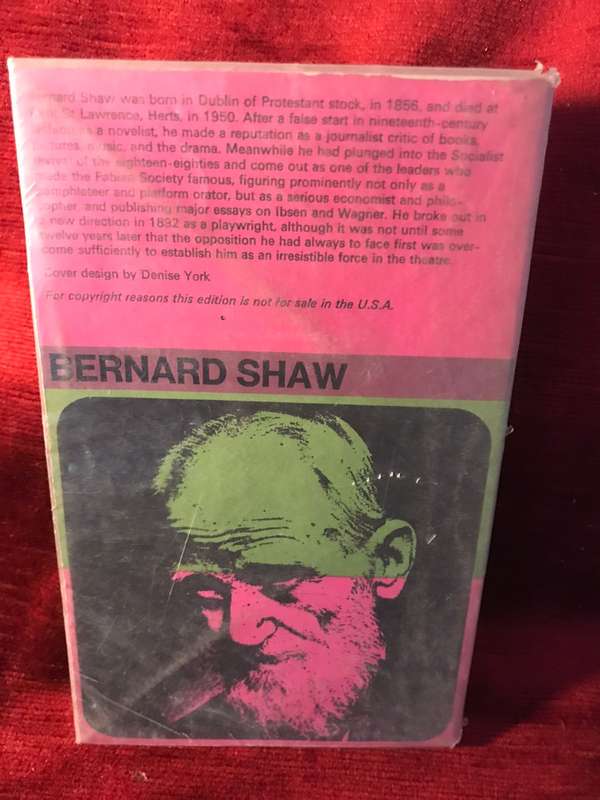 Bernard Shaw was born in Dublin of Protestant stock, in 1856, and died at
Ayot St Lawrence, Herts, in 1950. After a false start in nineteenth-century
as a novelist, he made a reputation as a journalist critic of books,
pictures, music, and the drama. Meanwhile he had plunged into the Socialist
revival of the eighteen-eighties and come out as one of the leaders who
made the Fabian Society famous, figuring prominently not only as a
pamphleteer and platform orator, but as a serious economist and philo-
sopher, and publishing major essays on Ibsen and Wagner. He broke out in
a new direction in 1892 as a playwright, although it was not until some
twelve years later that the opposition he had always to face first was over-
come sufficiently to establish him as an irresistible force in the theatre.
Cover design by Denise York
For copyright reasons this edition is not for sale in the U.S.A.
BERNARD SHAW